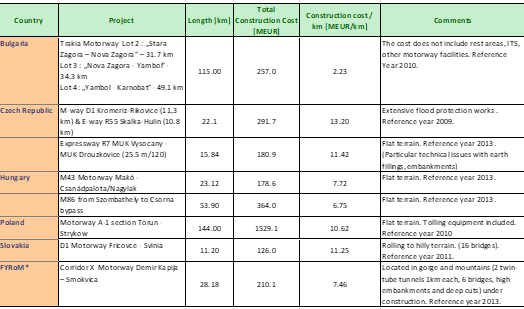 Country Project Length [km] Total Construction Cost [MEUR] Construction cost / km [MEUR/km] Comments
Bulgaria Trakia Motorway Lot 2 : „Stara
Zagora – Nova Zagora" – 31.7 km
Lot 3 : „Nova Zagora - Yambol" -
34.3 km
Lot 4: „Yambol - Karnobat" - 49.1 km
115.00 257.0 2.23
The cost does not include rest areas, ITS,
other motorway facilities. Reference
Year 2010.
Czech Republic M-way D1 Kromeriz-Rikovice (11,3
km) & E-way R55 Skalka-Hulin (10.8
km)
22.1 291.7 13.20
Extensive flood protection works .
Reference year 2009.
Expressway R7 MUK Vysocany -
MUK Drouzkovice (25.5 m/120)
15.84 180.9 11.42
Flat terrain. Reference year 2013.
(Particular technical issues with earth
fillings, embankments)
Hungary M43 Motorway Makó -
Csanádpalota/Nagylak
23.12 178.6 7.72
Flat terrain. Reference year 2013.
M86 from Szombathely to Csorna
bypass
53.90 364.0 6.75
Flat terrain. Reference year 2013.
Poland Motorway A-1 section Torun -
Strykow
144.00 1529.1 10.62
Flat terrain. Tolling equipment included.
Reference year 2010
Slovakia D1 Motorway Fricovce - Svinia
11.20 126.0 11.25
Rolling to hilly terrain. (16 bridges).
Reference year 2011.
FYRoM* Corridor X Motorway Demir Kapija
– Smokvica
28.18 210.1 7.46
Located in gorge and mountains (2 twin-
tube tunnels 1km each, 6 bridges, high
embankments and deep cuts) under
construction. Reference year 2013.